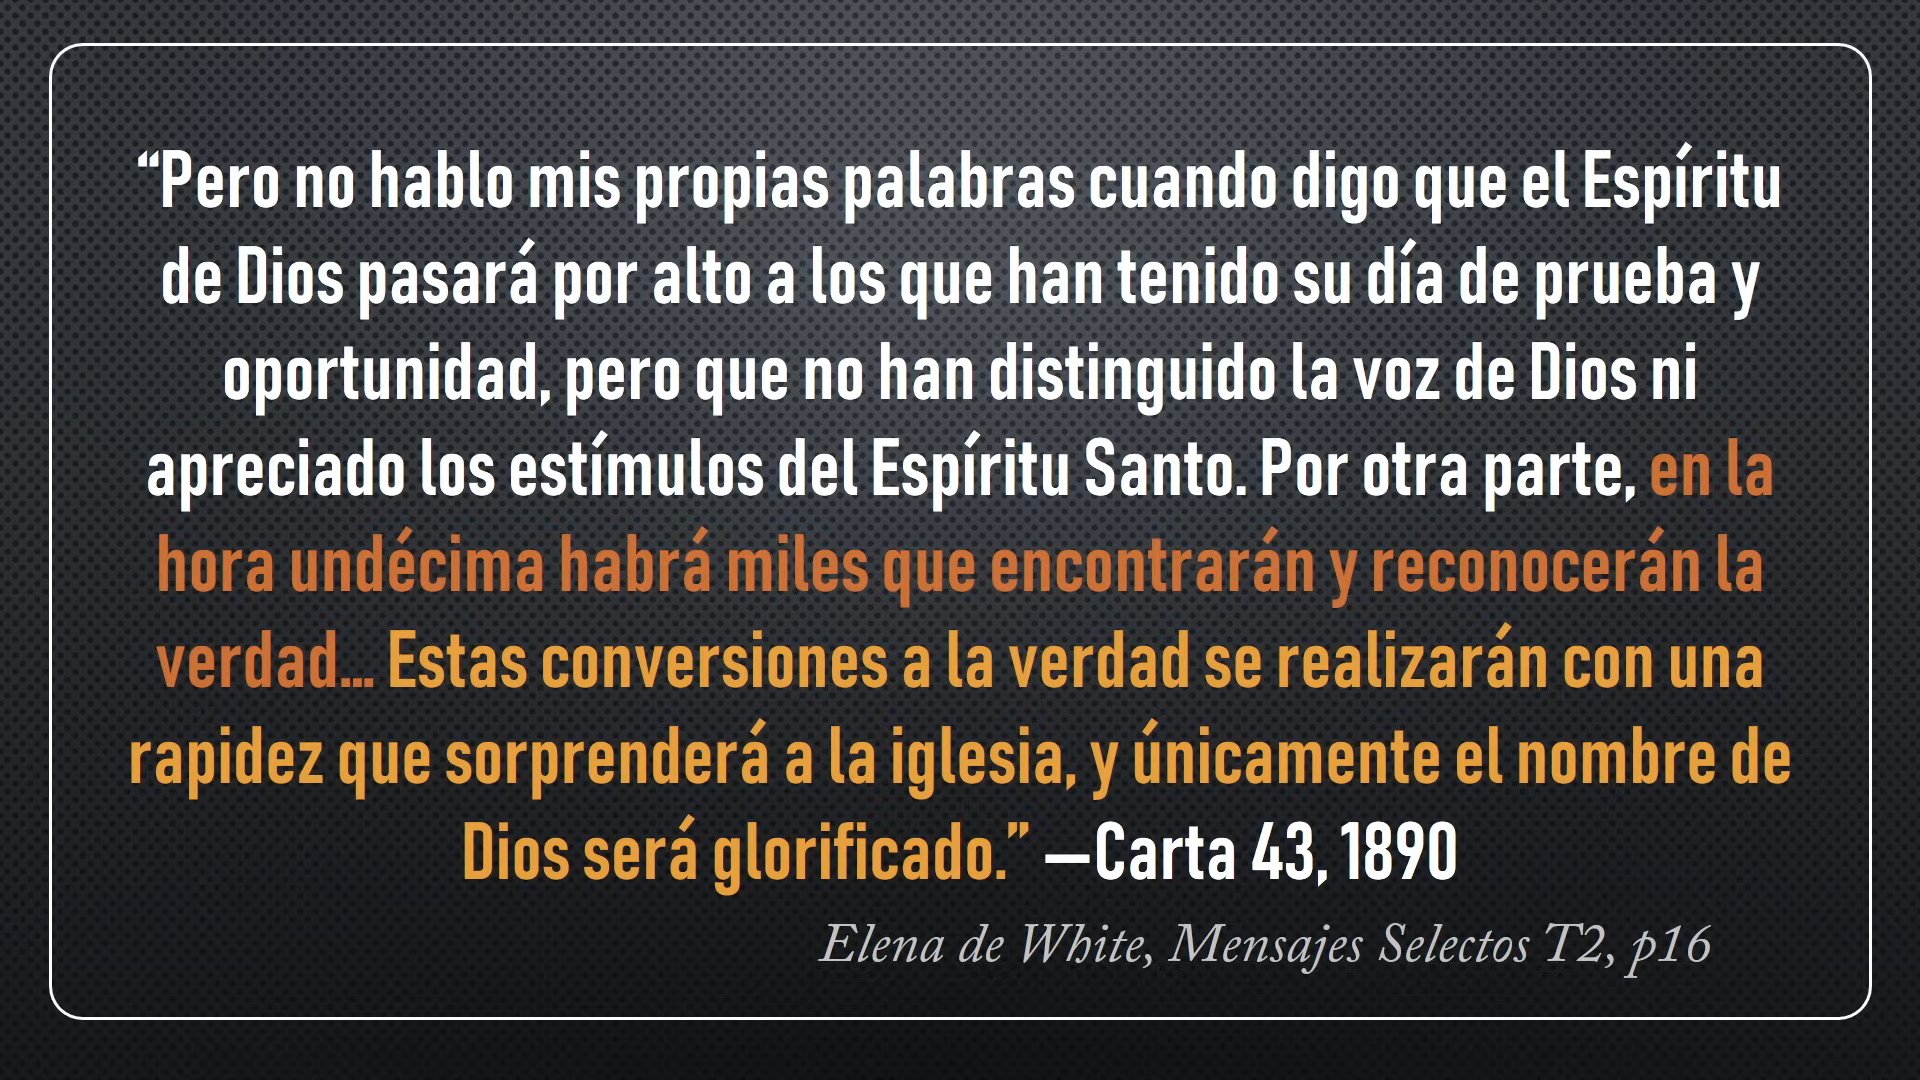 “Pero no hablo mis propias palabras cuando digo que el Espíritu
de Dios pasará por alto a los que han tenido su día de prueba y
oportunidad, pero que no han distinguido la voz de Dios ni
apreciado los estímulos del Espíritu Santo. Por otra parte, en la
hora undécima habrá miles que encontrarán y reconocerán la
verdad... Estas conversiones a la verdad se realizarán con una
rapidez que sorprenderá a la iglesia, y únicamente el nombre de
Dios será glorificado.” —Carta 43, 1890
Elena de White, Mensajes Selectos T2, p16